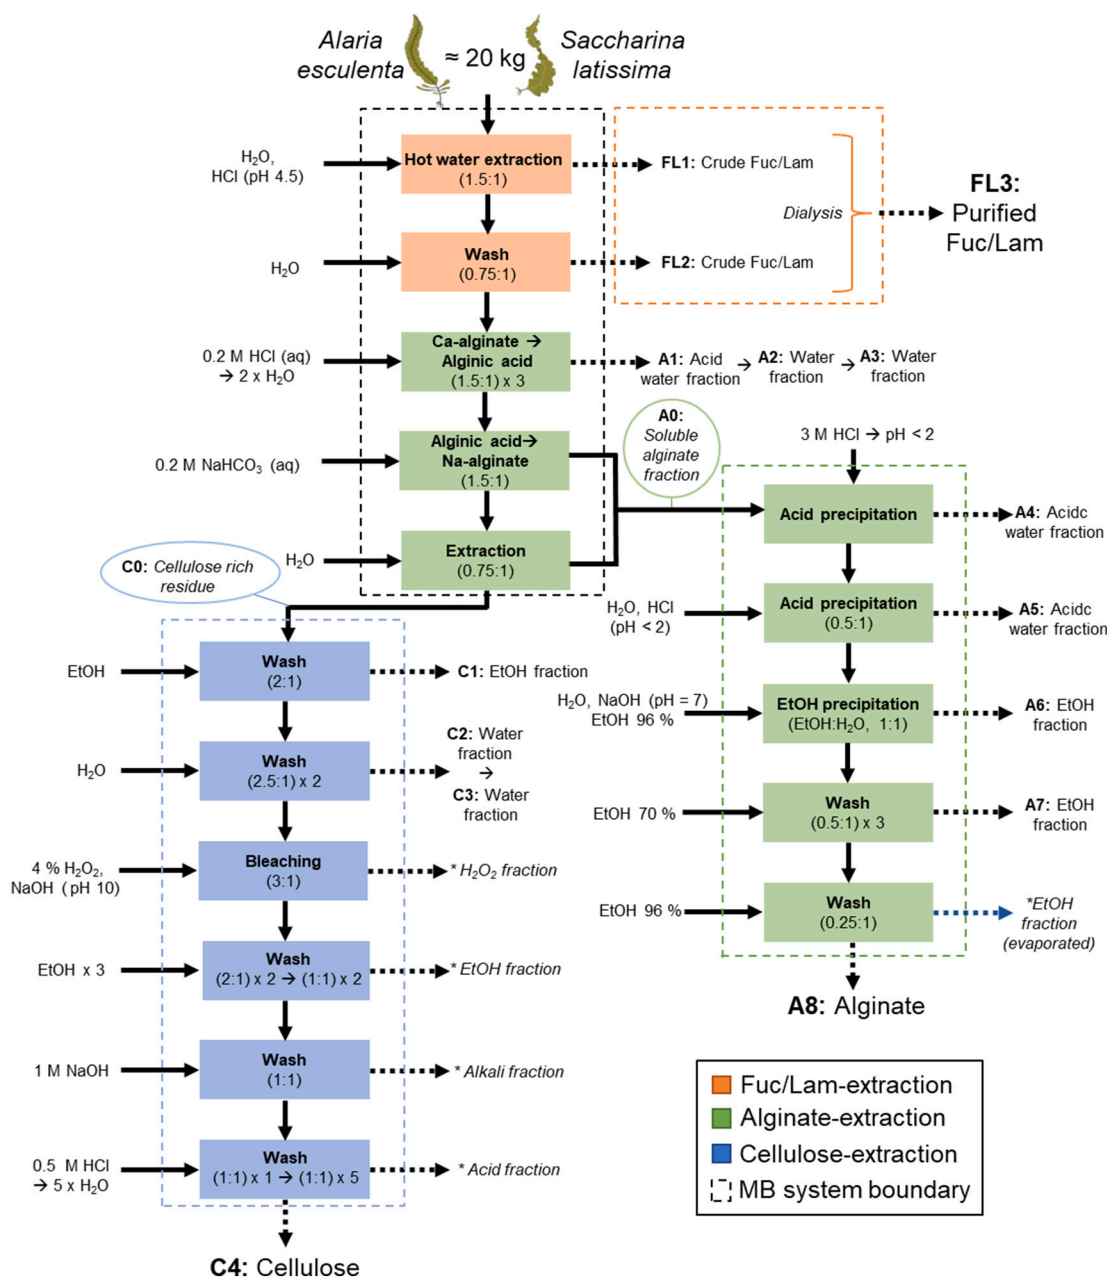 Alaria
esculenta
≈ 20 kg
Saccharina
latissima
H₂O,
HCl (pH 4.5)
Hot water extraction
(1.5:1)
FL1: Crude Fuc/Lam
Dialysis
FL3:
Purified
Fuc/Lam
H₂O
Wash
(0.75:1)
FL2: Crude Fuc/Lam
0.2 M HCl (aq)
→ 2 x H₂O
Ca-alginate →
Alginic acid
(1.5:1) x 3
A1: Acid
water fraction
→ A2: Water
fraction
→ A3: Water
fraction
0.2 M NaHCO₃ (aq)
Alginic acid→
Na-alginate
(1.5:1)
A0:
Soluble
alginate
fraction
3 M HCl → pH < 2
Acid precipitation
A4: Acidc
water fraction
H₂O
Extraction
(0.75:1)
C0: Cellulose rich
residue
H₂O, HCl
(pH < 2)
Acid precipitation
(0.5:1)
A5: Acidc
water fraction
EtOH
Wash
(2:1)
C1: EtOH fraction
H₂O, NaOH (pH = 7)
EtOH 96 %
EtOH precipitation
(EtOH:H₂O, 1:1)
A6: EtOH
fraction
H₂O
Wash
(2.5:1) x 2
C2: Water
fraction
→
C3: Water
fraction
EtOH 70 %
Wash
(0.5:1) x 3
A7: EtOH
fraction
4 % H₂O₂,
NaOH ( pH 10)
Bleaching
(3:1)
* H₂O₂ fraction
EtOH 96 %
Wash
(0.25:1)
*EtOH
fraction
(evaporated)
EtOH x 3
Wash
(2:1) x 2 → (1:1) x 2
* EtOH fraction
A8: Alginate
1 M NaOH
Wash
(1:1)
* Alkali fraction
0.5 M HCl
→ 5 x H₂O
Wash
(1:1) x 1 → (1:1) x 5
* Acid fraction
C4: Cellulose
Fuc/Lam-extraction
Alginate-extraction
Cellulose-extraction
MB system boundary